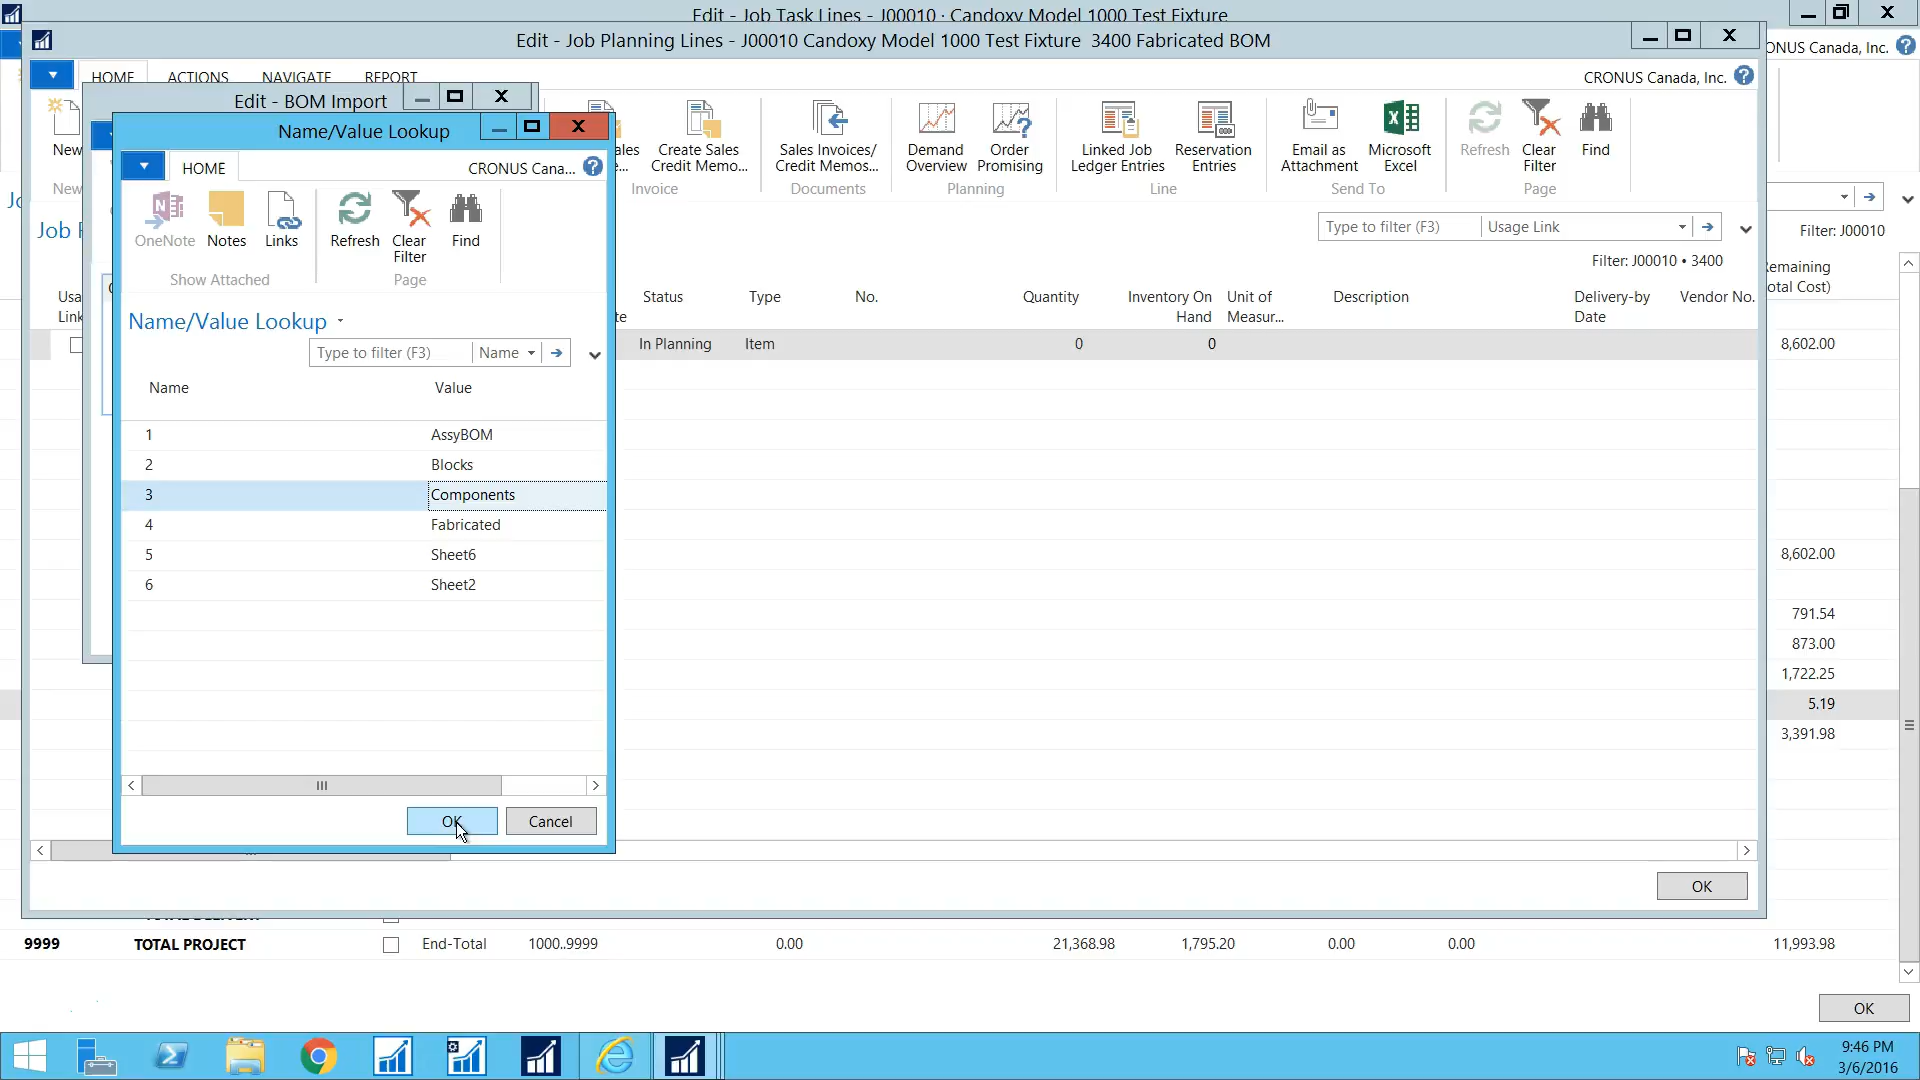 Edit - Job Task Lines - J00010 · Candoxy Model 1000 Test Fixture
Edit - Job Planning Lines - J00010 Candoxy Model 1000 Test Fixture 3400 Fabricated BOM
ONUS Canada, Inc.
HOME ACTIONS NAVIGATE REPORT
CRONUS Canada, Inc.
Edit - BOM Import
Name/Value Lookup
HOME
CRONUS Cana...
New
New
OneNote
Notes
Links
Show Attached
Refresh
Clear
Filter
Find
Page
Create Sales
Credit Memo...
Invoice
Sales Invoices/
Credit Memos...
Documents
Demand
Overview
Order
Promising
Planning
Linked Job
Ledger Entries
Reservation
Entries
Line
Email as
Attachment
Microsoft
Excel
Send To
Refresh
Clear
Filter
Find
Page
Type to filter (F3)
Usage Link
Filter: J00010 • 3400
Filter: J00010
Name/Value Lookup
Type to filter (F3)
Name
Name Value
1 AssyBOM
2 Blocks
3 Components
4 Fabricated
5 Sheet6
6 Sheet2
OK Cancel
Status Type No. Quantity
Inventory On
Hand
Unit of
Measur...
Description
Delivery-by
Date
Vendor No.
In Planning Item 0 0
8,602.00
8,602.00
791.54
873.00
1,722.25
5.19
3,391.98
OK
9999 TOTAL PROJECT End-Total 1000..9999 0.00 21,368.98 1,795.20 0.00 0.00 11,993.98
OK
9:46 PM
3/6/2016